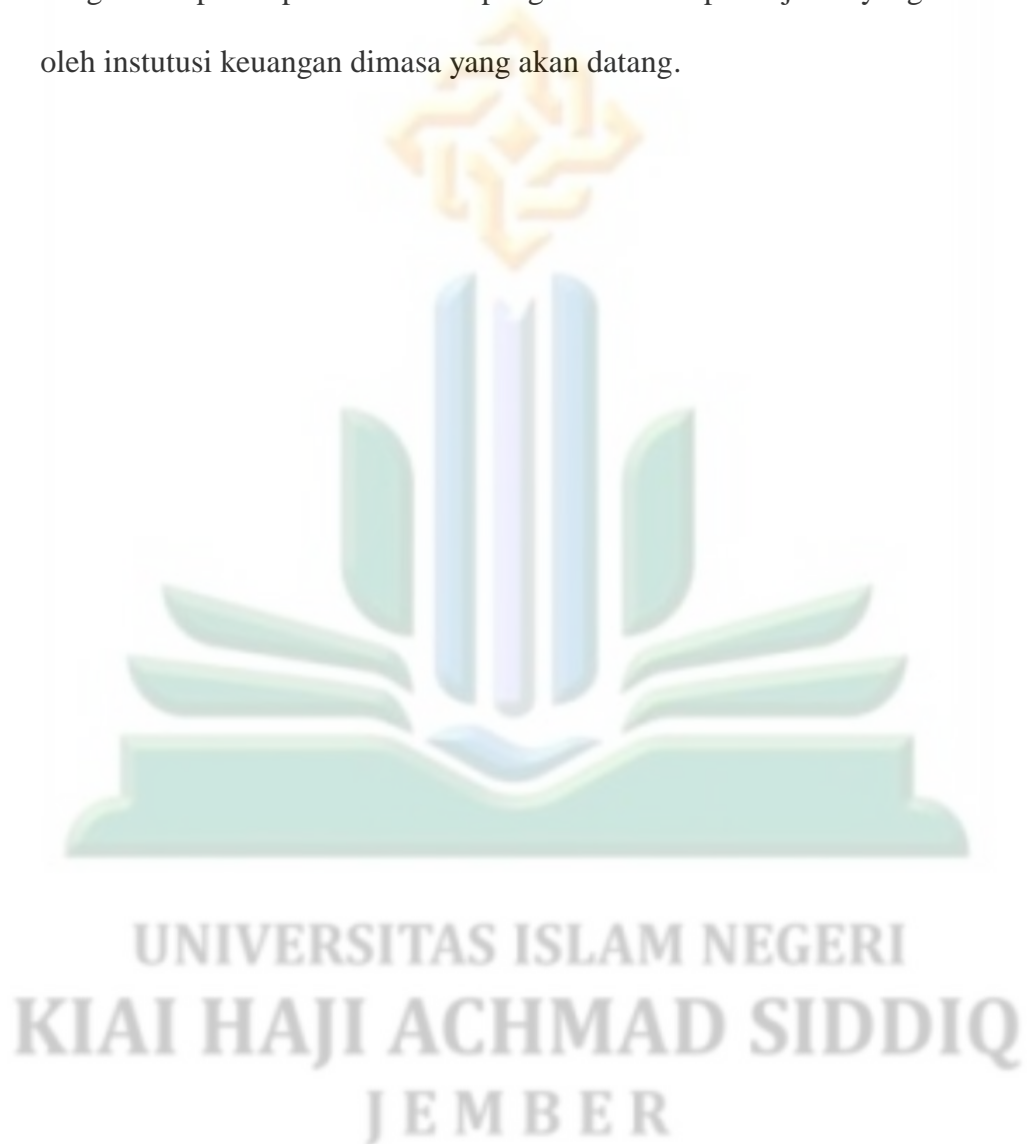 oleh instutusi keuangan dimasa yang akan datang.
UNIVERSITAS ISLAM NEGERI
KIAI HAJI ACHMAD SIDDIQ
JEMBER